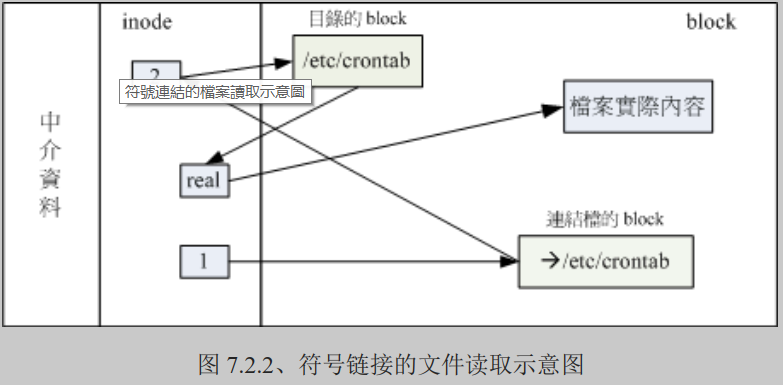 inode
目錄的 block
block
2
/etc/crontab
符號連結的檔案讀取示意圖
檔案實際內容
中介資料
real
連結檔的 block
1
→/etc/crontab
图 7.2.2、符号链接的文件读取示意图